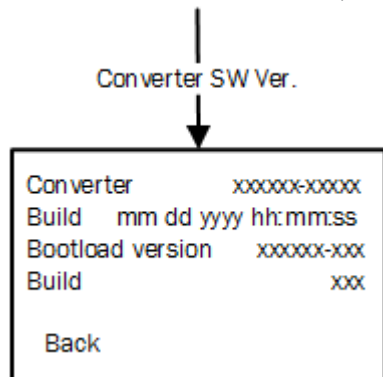 Converter SW Ver.
Converter xxxxxx-xxxxx
Build mm dd yyyy hh:mm:ss
Bootload version xxxxxx-xxx
Build xxx
Back